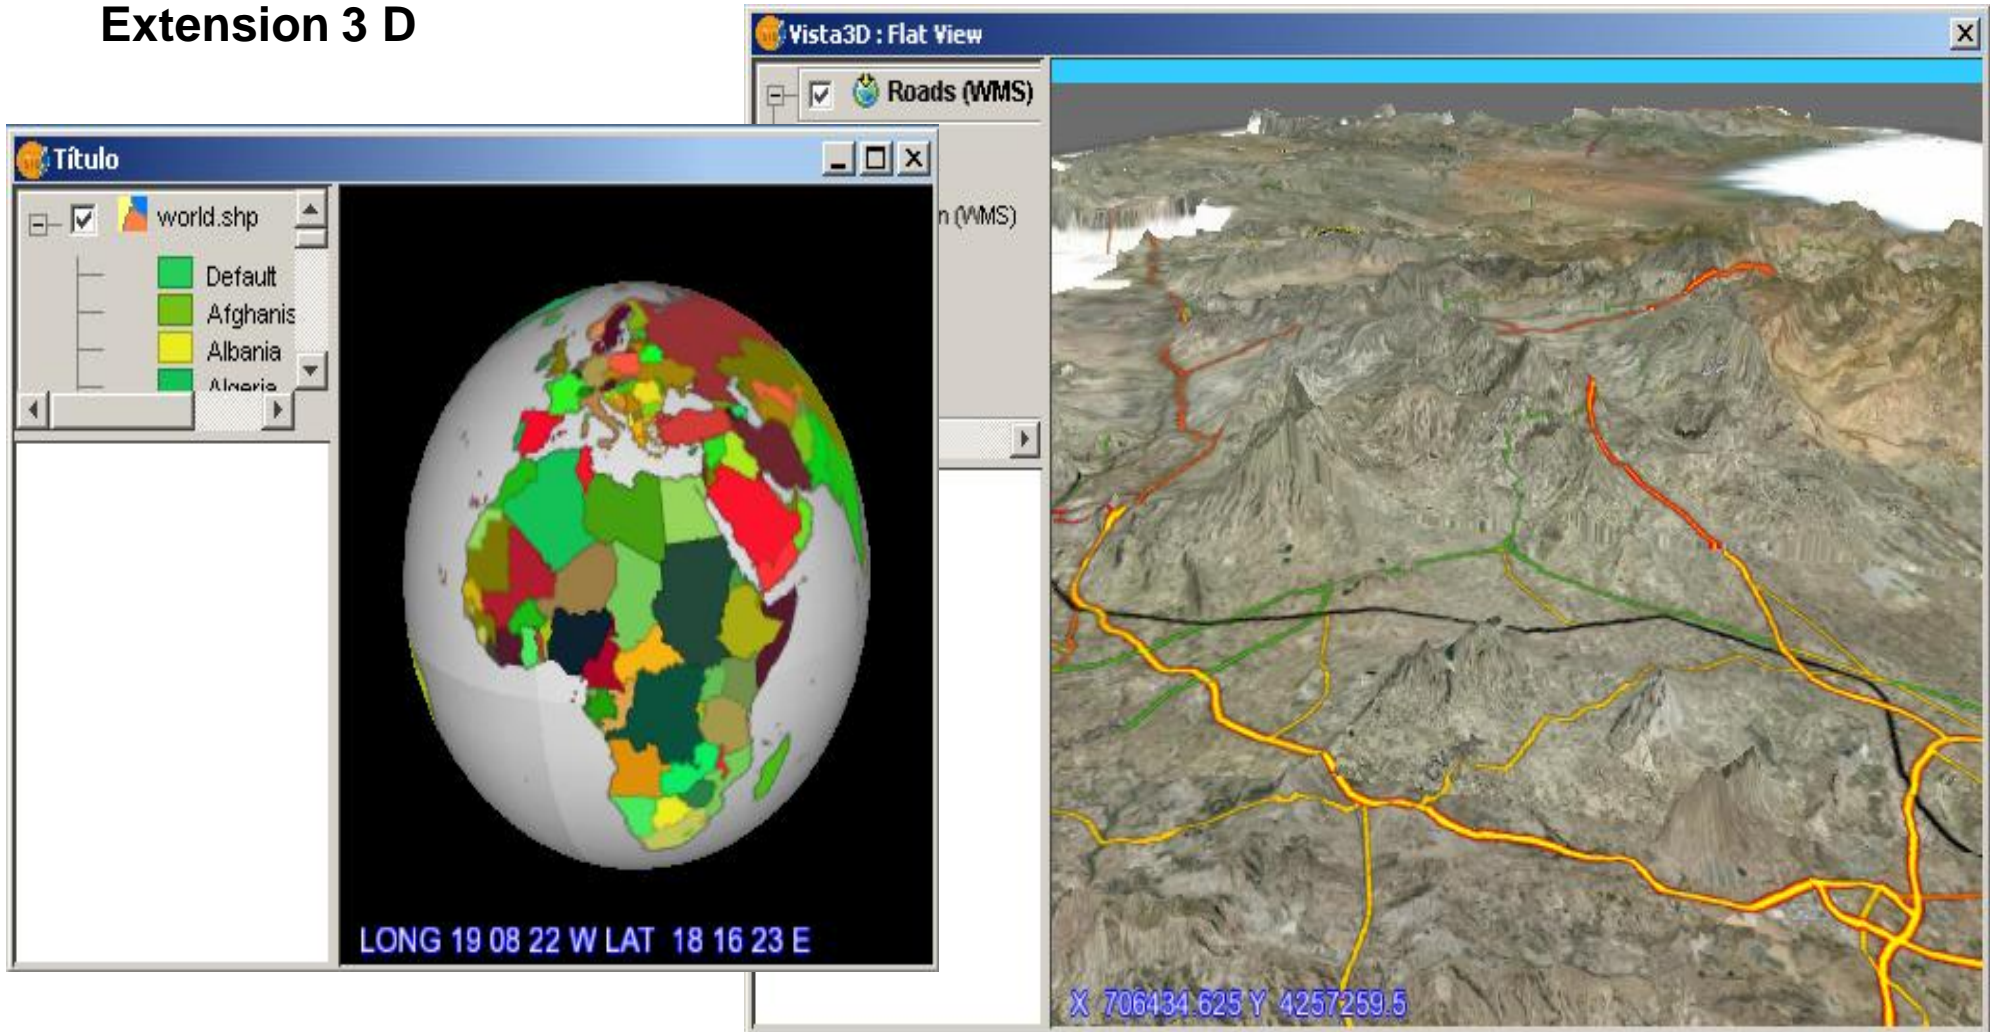 Extension 3 D
Vista3D : Flat View
Roads (WMS)
n (WMS)
Título
world.shp
Default
Afghanis
Albania
Algeria
LONG 19 08 22 W LAT 18 16 23 E
X 706434.625 Y 4257259.5